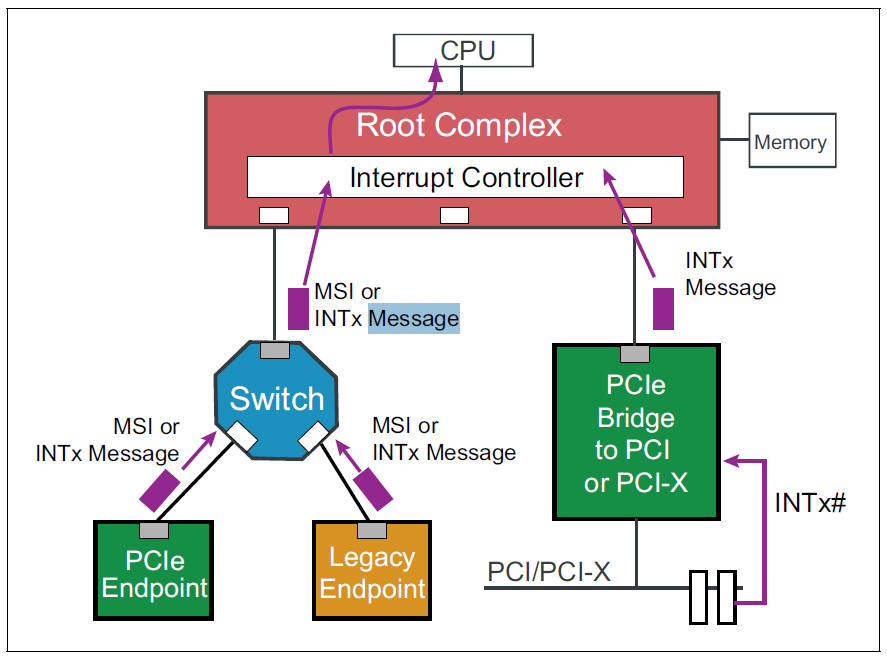 CPU
Root Complex
Memory
Interrupt Controller
INTx
Message
MSI or
INTx Message
Switch
PCIe
Bridge
to PCI
or PCI-X
MSI or
INTx Message
MSI or
INTx Message
INTx#
PCIe
Endpoint
Legacy
Endpoint
PCI/PCI-X